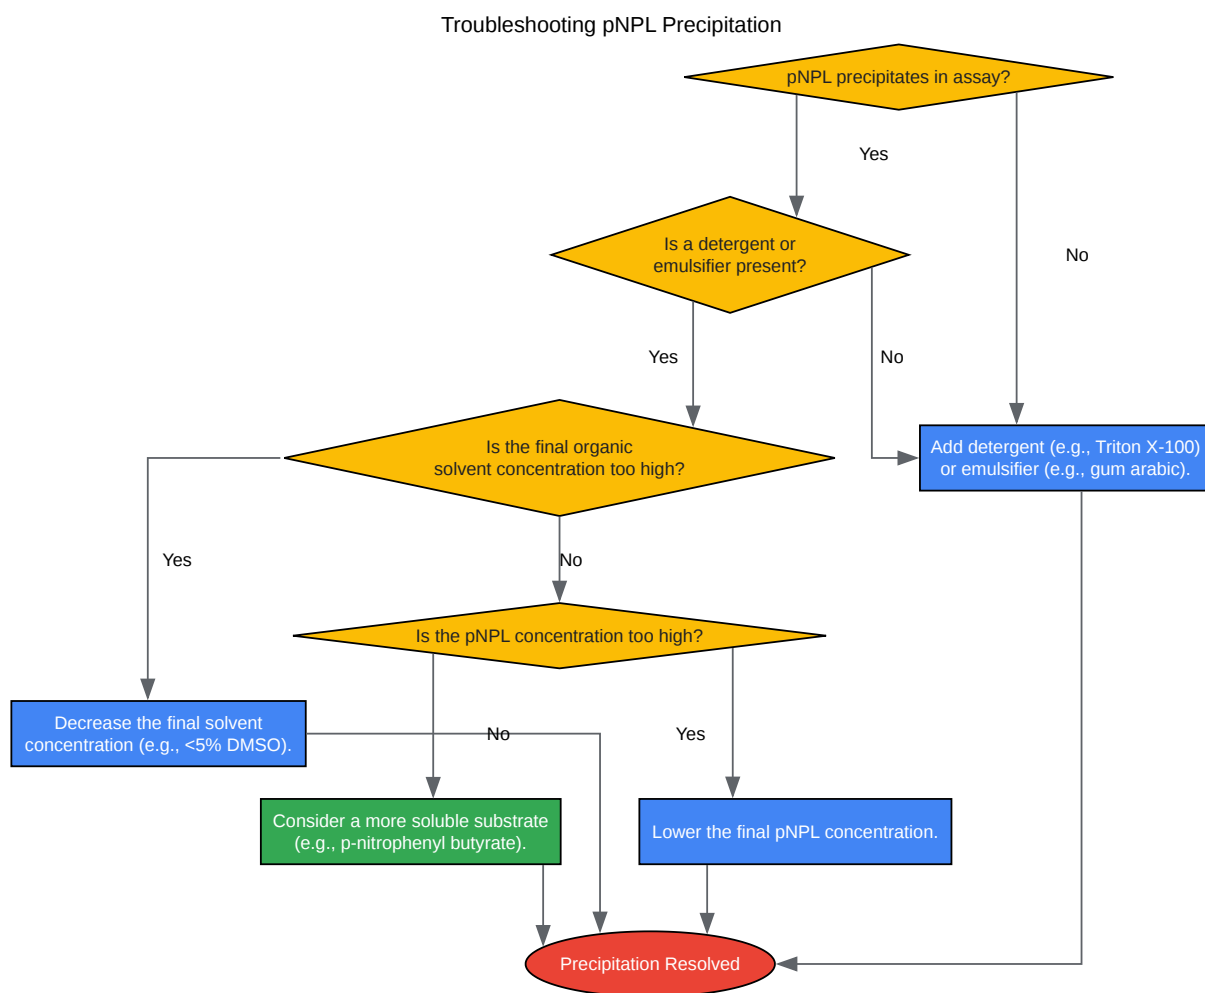 Troubleshooting pNPL Precipitation
pNPL precipitates in assay?
Yes
No
Is a detergent or
emulsifier present?
Yes
No
Is the final organic
solvent concentration too high?
Add detergent (e.g., Triton X-100)
or emulsifier (e.g., gum arabic).
Yes
No
Is the pNPL concentration too high?
Decrease the final solvent
concentration (e.g., <5% DMSO).
No
Yes
Consider a more soluble substrate
(e.g., p-nitrophenyl butyrate).
Lower the final pNPL concentration.
Precipitation Resolved